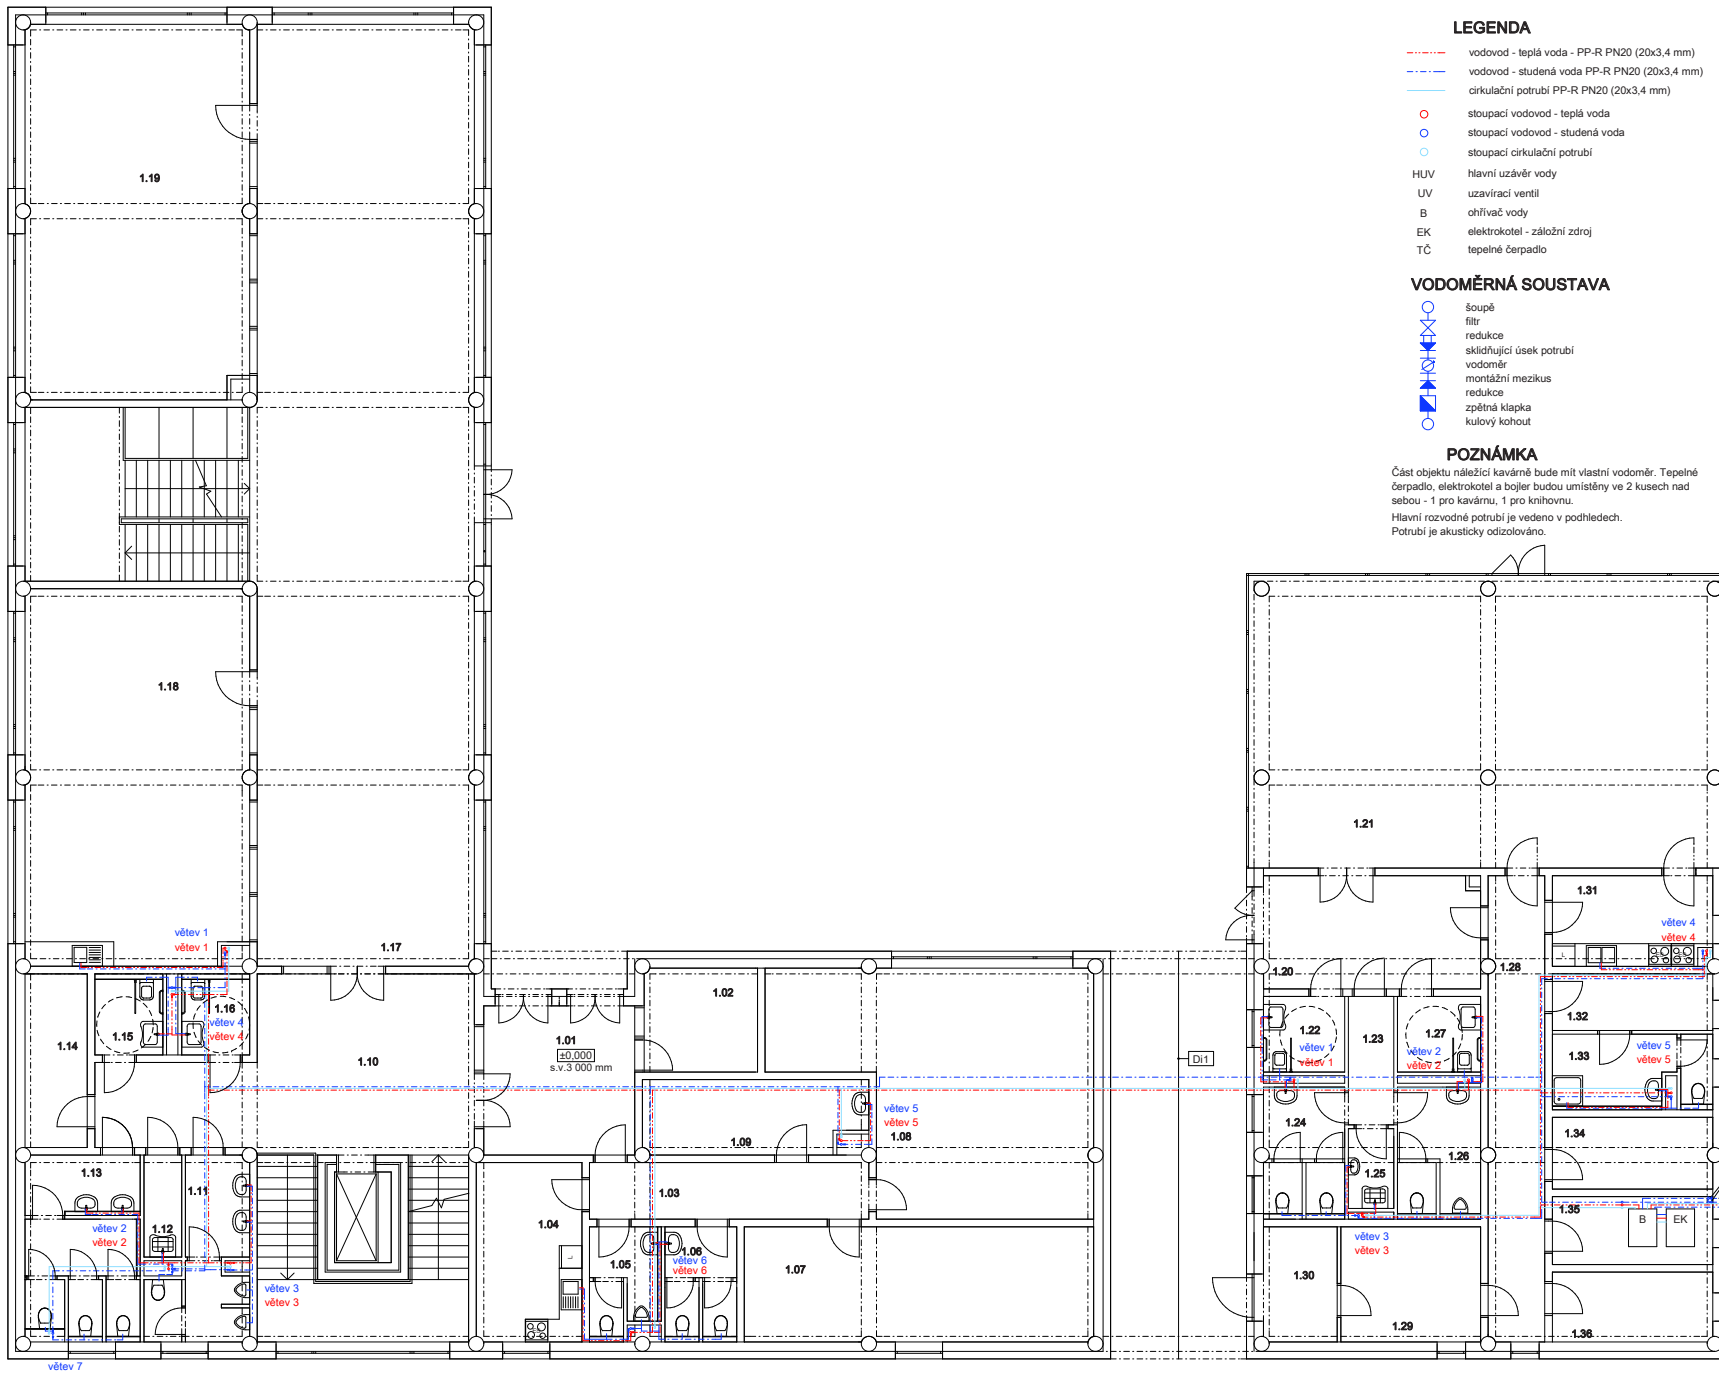 LEGENDA
vodovod - teplá voda - PP-R PN20 (20x3,4 mm)
vodovod - studená voda PP-R PN20 (20x3,4 mm)
cirkulační potrubí PP-R PN20 (20x3,4 mm)
stoupací vodovod - teplá voda
stoupací vodovod - studená voda
stoupací cirkulační potrubí
HUV hlavní uzávěr vody
UV uzavírací ventil
B ohřívač vody
EK elektrokotel - záložní zdroj
TČ tepelné čerpadlo
VODOMĚRNÁ SOUSTAVA
šoupě
filtr
redukce
sklidňující úsek potrubí
vodoměr
montážní mezikus
redukce
zpětná klapka
kulový kohout
POZNÁMKA
Část objektu náležící kavárně bude mít vlastní vodoměr. Tepelné
čerpadlo, elektrokotel a bojler budou umístěny ve 2 kusech nad
sebou - 1 pro kavárnu, 1 pro knihovnu.
Hlavní rozvodné potrubí je vedeno v podhledech.
Potrubí je akusticky odizolováno.
1.19
1.18
1.17
větev 1
větev 1
1.16
1.15
větev 4
větev 4
1.14
1.10
1.01
±0,000
s.v.3 000 mm
1.02
1.09
1.08
větev 5
větev 5
1.13
1.12
1.11
větev 2
větev 2
větev 3
větev 3
větev 7
1.03
1.04
L
1.05
1.06
větev 6
větev 6
1.07
Di1
1.21
1.20
1.22
větev 1
větev 1
1.23
1.27
větev 2
větev 2
1.24
1.25
1.26
větev 3
větev 3
1.28
1.31
větev 4
větev 4
L
1.32
1.33
větev 5
větev 5
1.34
1.35
B
EK
1.30
1.29
1.36